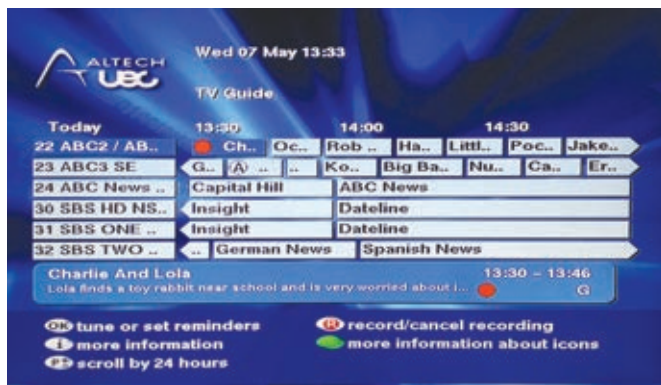 ALTECH
UEC
Wed 07 May 13:33
TV Guide
Today 13:30 14:00 14:30
22 ABC2 / AB.. Ch.. Oc.. Rob .. Ha.. Littl.. Poc.. Jake..
23 ABC3 SE G.. A .. .. Ko.. Big Ba.. Nu.. Ca.. Er..
24 ABC News .. Capital Hill ABC News
30 SBS HD NS.. Insight Dateline
31 SBS ONE .. Insight Dateline
32 SBS TWO .. .. German News Spanish News
Charlie And Lola 13:30 – 13:46
Lola finds a toy rabbit near school and is very worried about i... G
OK tune or set reminders R record/cancel recording
i more information more information about icons
P+ scroll by 24 hours